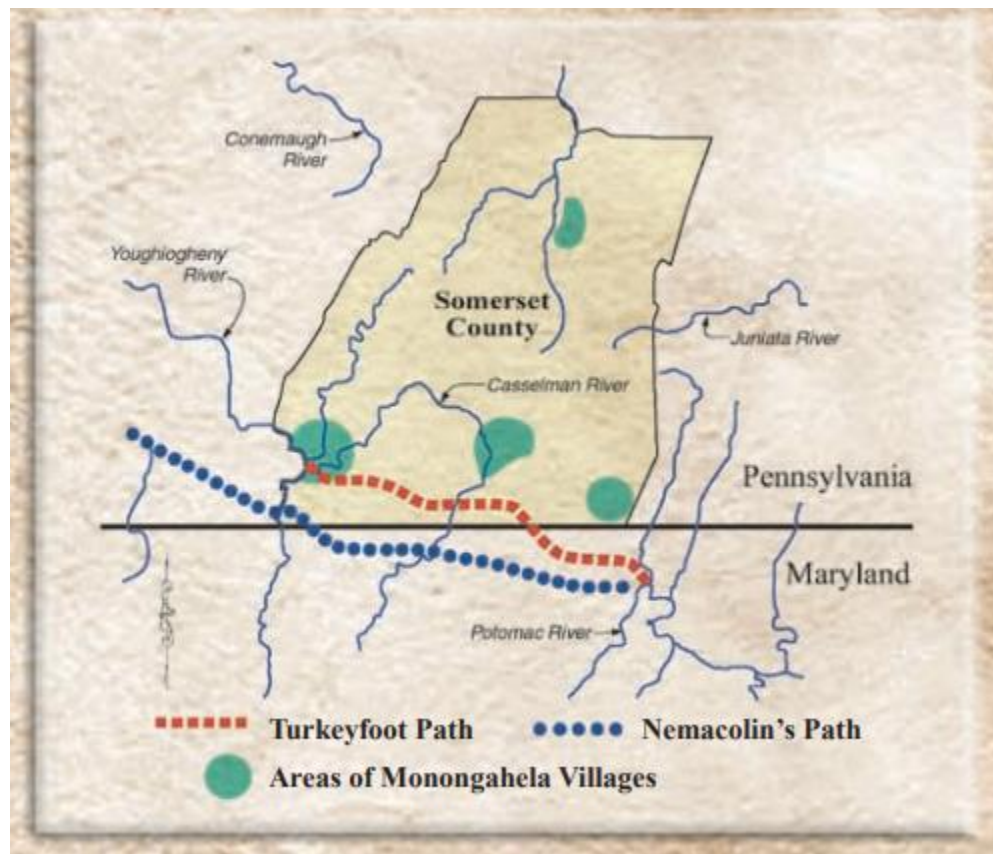 Conemaugh
River
Youghiogheny
River
Somerset
County
Juniata River
Casselman River
Pennsylvania
Maryland
Potomac River
Turkeyfoot Path
Nemacolin's Path
Areas of Monongahela Villages